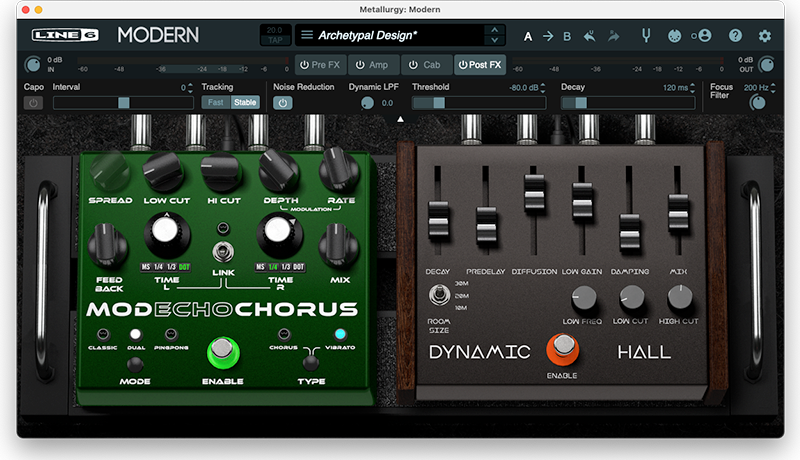 Metallurgy: Modern
LINE 6 MODERN
20.0
TAP
Archetypal Design*
A B
0 dB
IN
-60 -48 -36 -24 -18 -12 -6 0
Pre FX Amp Cab Post FX
-60 -48 -36 -24 -18 -12 -6 0
0 dB
OUT
Capo Interval 0 Tracking Noise Reduction Dynamic LPF Threshold -80.0 dB Decay 120 ms Focus Filter 200 Hz
Fast Stable 0.0
SPREAD LOW CUT HI CUT DEPTH RATE
MODULATION
MS 1/4 1/3 DOT MS 1/4 1/3 DOT
FEED BACK TIME L LINK TIME R MIX
MODECHOCHORUS
CLASSIC DUAL PINGPONG CHORUS VIBRATO
MODE ENABLE TYPE
DECAY PREDELAY DIFFUSION LOW GAIN DAMPING MIX
30M
20M
10M
ROOM SIZE LOW FREQ LOW CUT HIGH CUT
DYNAMIC HALL
ENABLE